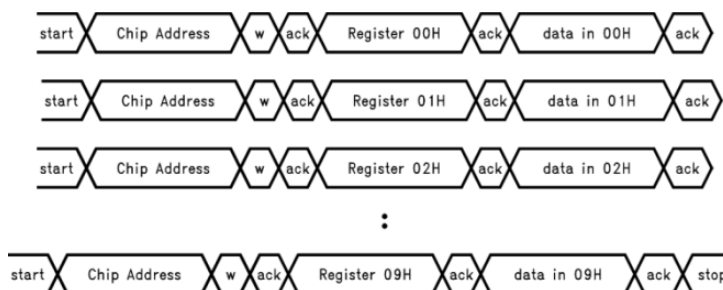 start Chip Address w ack Register 00H ack data in 00H ack
start Chip Address w ack Register 01H ack data in 01H ack
start Chip Address w ack Register 02H ack data in 02H ack
:
start Chip Address w ack Register 09H ack data in 09H ack stop